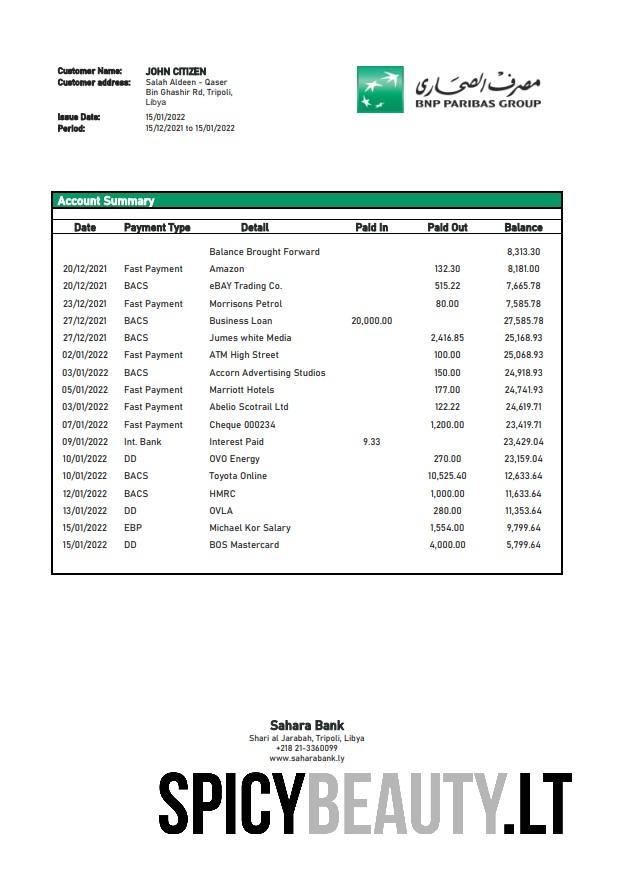 Customer Name: JOHN CITIZEN
Customer address: Salah Aldeen - Qaser
Bin Ghashir Rd, Tripoli,
Libya
Issue Date: 15/01/2022
Period: 15/12/2021 to 15/01/2022
مصرف الصحارى
BNP PARIBAS GROUP
Account Summary
Date Payment Type Detail Paid In Paid Out Balance
Balance Brought Forward 8,313.30
20/12/2021 Fast Payment Amazon 132.30 8,181.00
20/12/2021 BACS eBAY Trading Co. 515.22 7,665.78
23/12/2021 Fast Payment Morrisons Petrol 80.00 7,585.78
27/12/2021 BACS Business Loan 20,000.00 27,585.78
27/12/2021 BACS Jumes white Media 2,416.85 25,168.93
02/01/2022 Fast Payment ATM High Street 100.00 25,068.93
03/01/2022 BACS Accorn Advertising Studios 150.00 24,918.93
05/01/2022 Fast Payment Marriott Hotels 177.00 24,741.93
03/01/2022 Fast Payment Abelio Scotrail Ltd 122.22 24,619.71
07/01/2022 Fast Payment Cheque 000234 1,200.00 23,419.71
09/01/2022 Int. Bank Interest Paid 9.33 23,429.04
10/01/2022 DD OVO Energy 270.00 23,159.04
10/01/2022 BACS Toyota Online 10,525.40 12,633.64
12/01/2022 BACS HMRC 1,000.00 11,633.64
13/01/2022 DD OVLA 280.00 11,353.64
15/01/2022 EBP Michael Kor Salary 1,554.00 9,799.64
15/01/2022 DD BOS Mastercard 4,000.00 5,799.64
Sahara Bank
Shari al Jarabah, Tripoli, Libya
+218 21-3360099
www.saharabank.ly
SPICYBEAUTY.LT